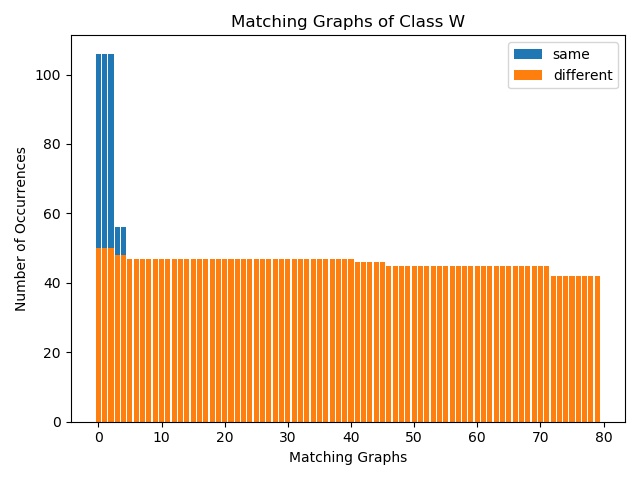 Matching Graphs of Class W
same
different
Number of Occurrences
100
80
60
40
20
0
0 10 20 30 40 50 60 70 80
Matching Graphs